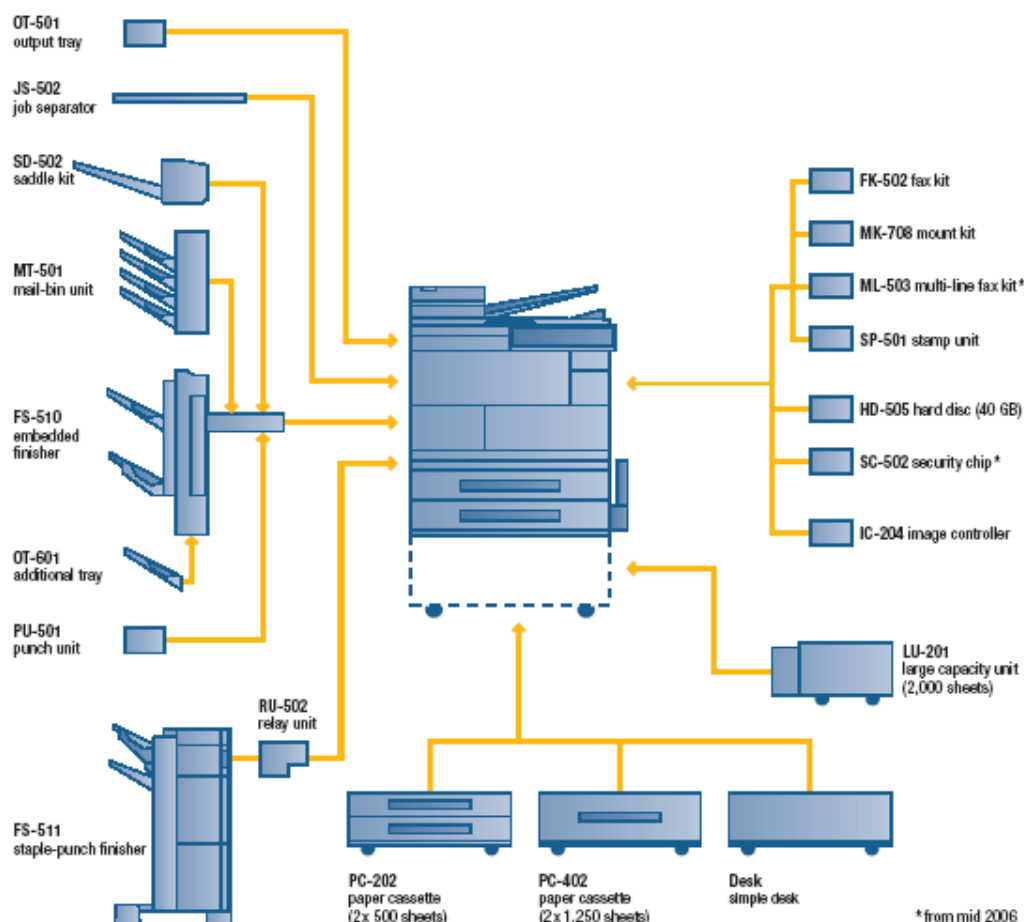 OT-501
output tray
JS-502
job separator
SD-502
saddle kit
MT-501
mail-bin unit
FS-510
embedded
finisher
OT-601
additional tray
PU-501
punch unit
RU-502
relay unit
FS-511
staple-punch finisher
FK-502 fax kit
MK-708 mount kit
ML-503 multi-line fax kit*
SP-501 stamp unit
HD-505 hard disc (40 GB)
SC-502 security chip*
IC-204 image controller
LU-201
large capacity unit
(2,000 sheets)
PC-202
paper cassette
(2x 500 sheets)
PC-402
paper cassette
(2x 1,250 sheets)
Desk
simple desk
*from mid 2006